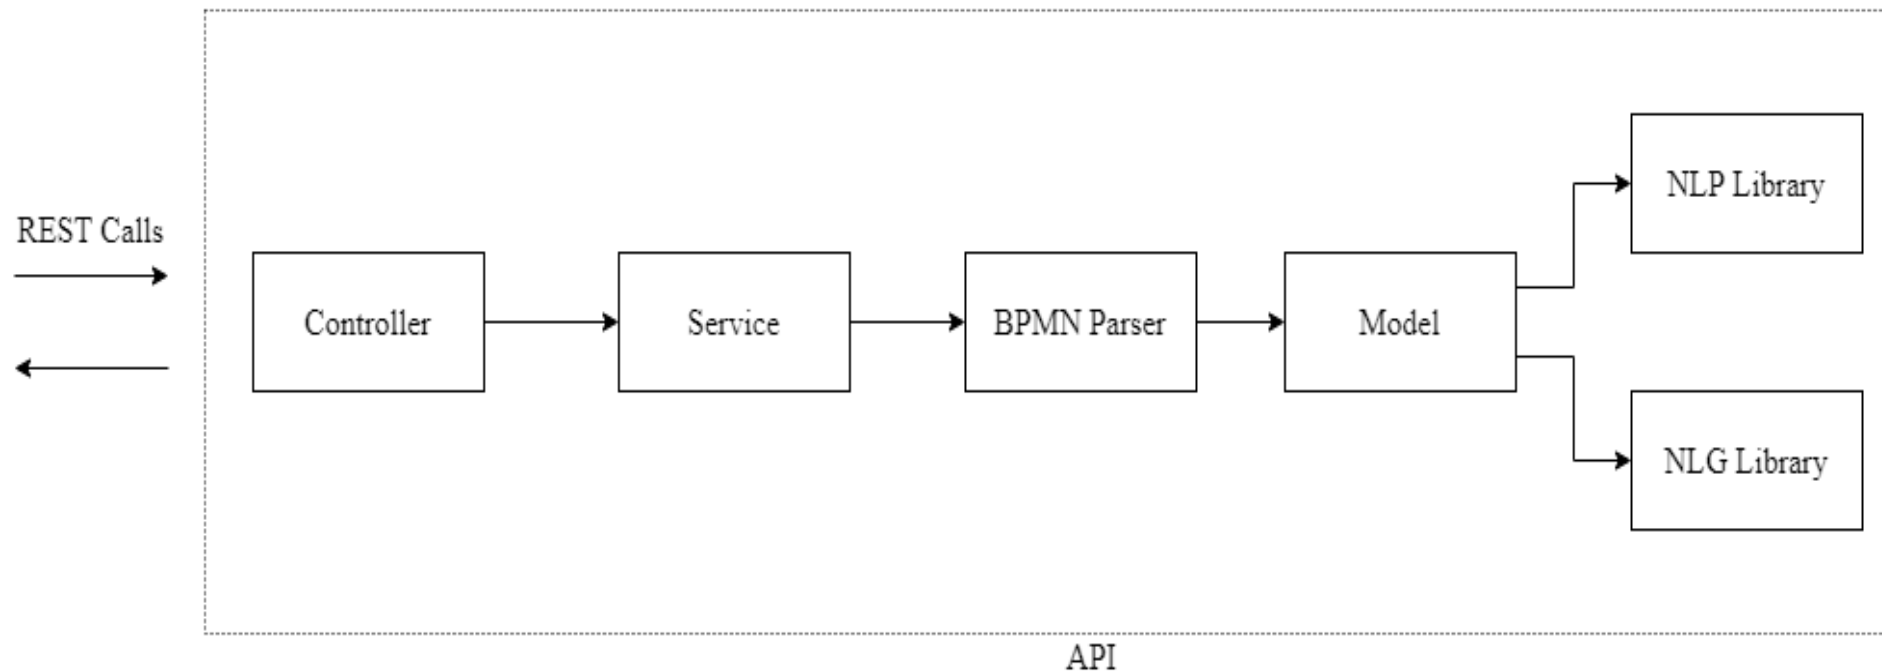 REST Calls
Controller
Service
BPMN Parser
Model
NLP Library
NLG Library
API